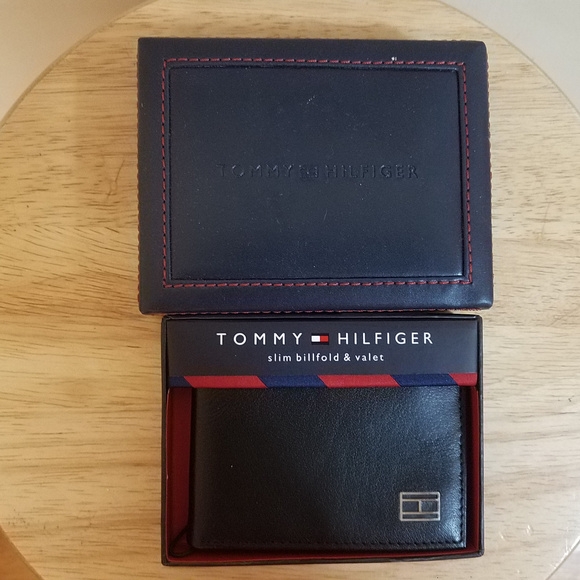 TOMMY HILFIGER
TOMMY HILFIGER
slim billfold & valet